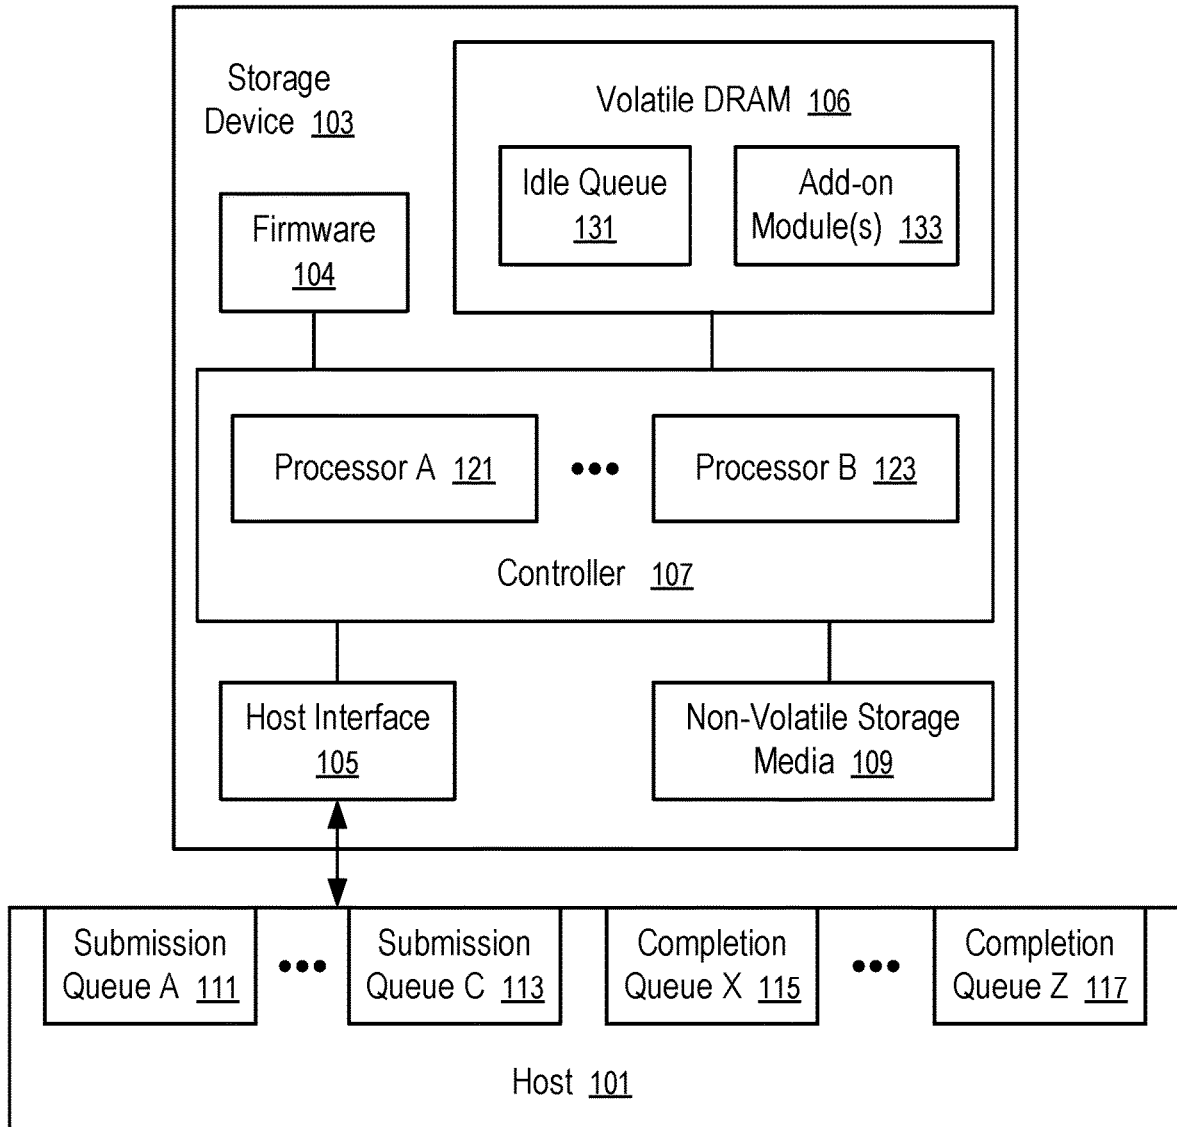 Storage
Device 103
Volatile DRAM 106
Idle Queue
131
Add-on
Module(s) 133
Firmware
104
Processor A 121
Processor B 123
Controller 107
Host Interface
105
Non-Volatile Storage
Media 109
Submission
Queue A 111
Submission
Queue C 113
Completion
Queue X 115
Completion
Queue Z 117
Host 101